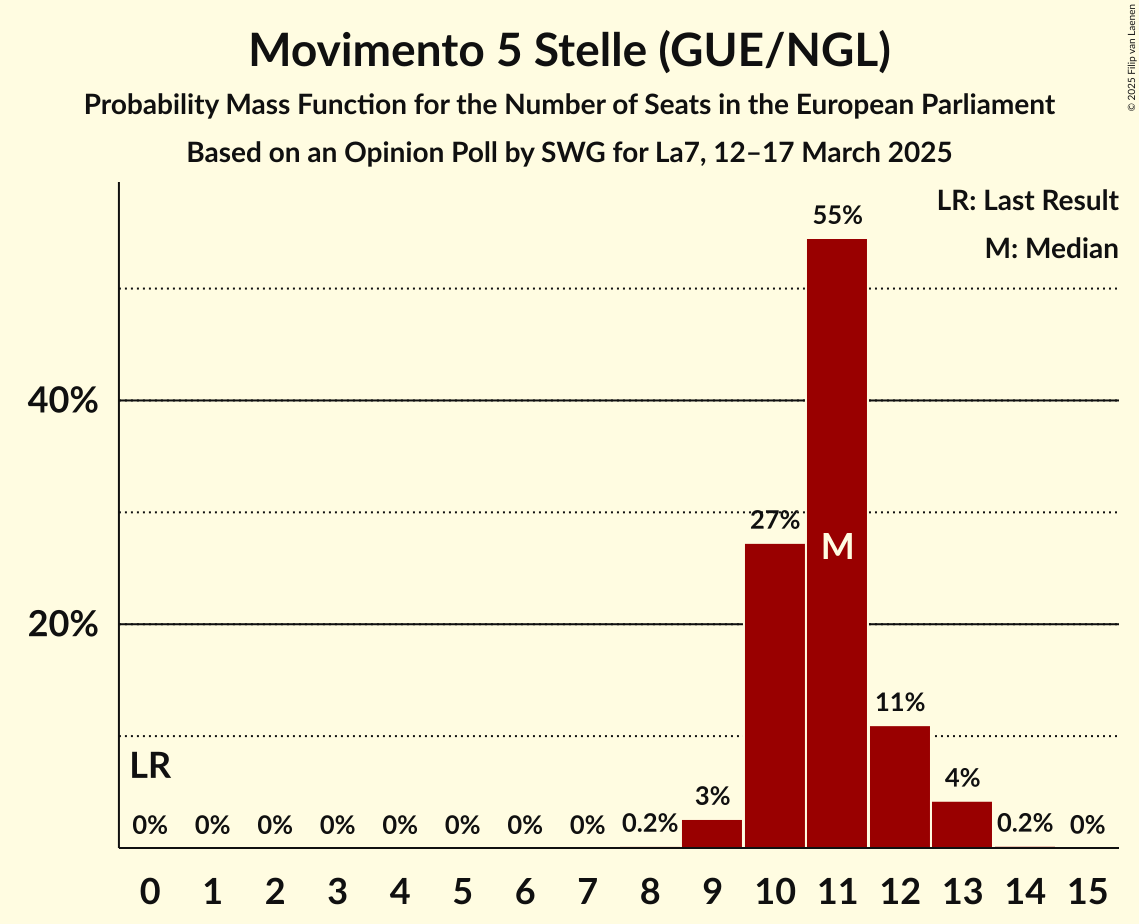 Movimento 5 Stelle (GUE/NGL)
Probability Mass Function for the Number of Seats in the European Parliament
Based on an Opinion Poll by SWG for La7, 12–17 March 2025
© 2025 Filip van Laenen
LR: Last Result
M: Median
55%
40%
27%
M
20%
11%
LR
4%
3%
0% 0% 0% 0% 0% 0% 0% 0% 0.2% 0.2% 0%
0 1 2 3 4 5 6 7 8 9 10 11 12 13 14 15